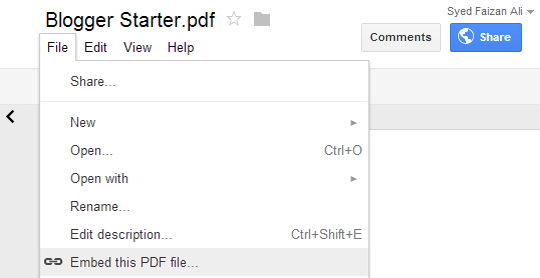 Blogger Starter.pdf
Syed Faizan Ali
File Edit View Help
Comments
Share
Share...
New
Open... Ctrl+O
Open with
Rename...
Edit description... Ctrl+Shift+E
Embed this PDF file...